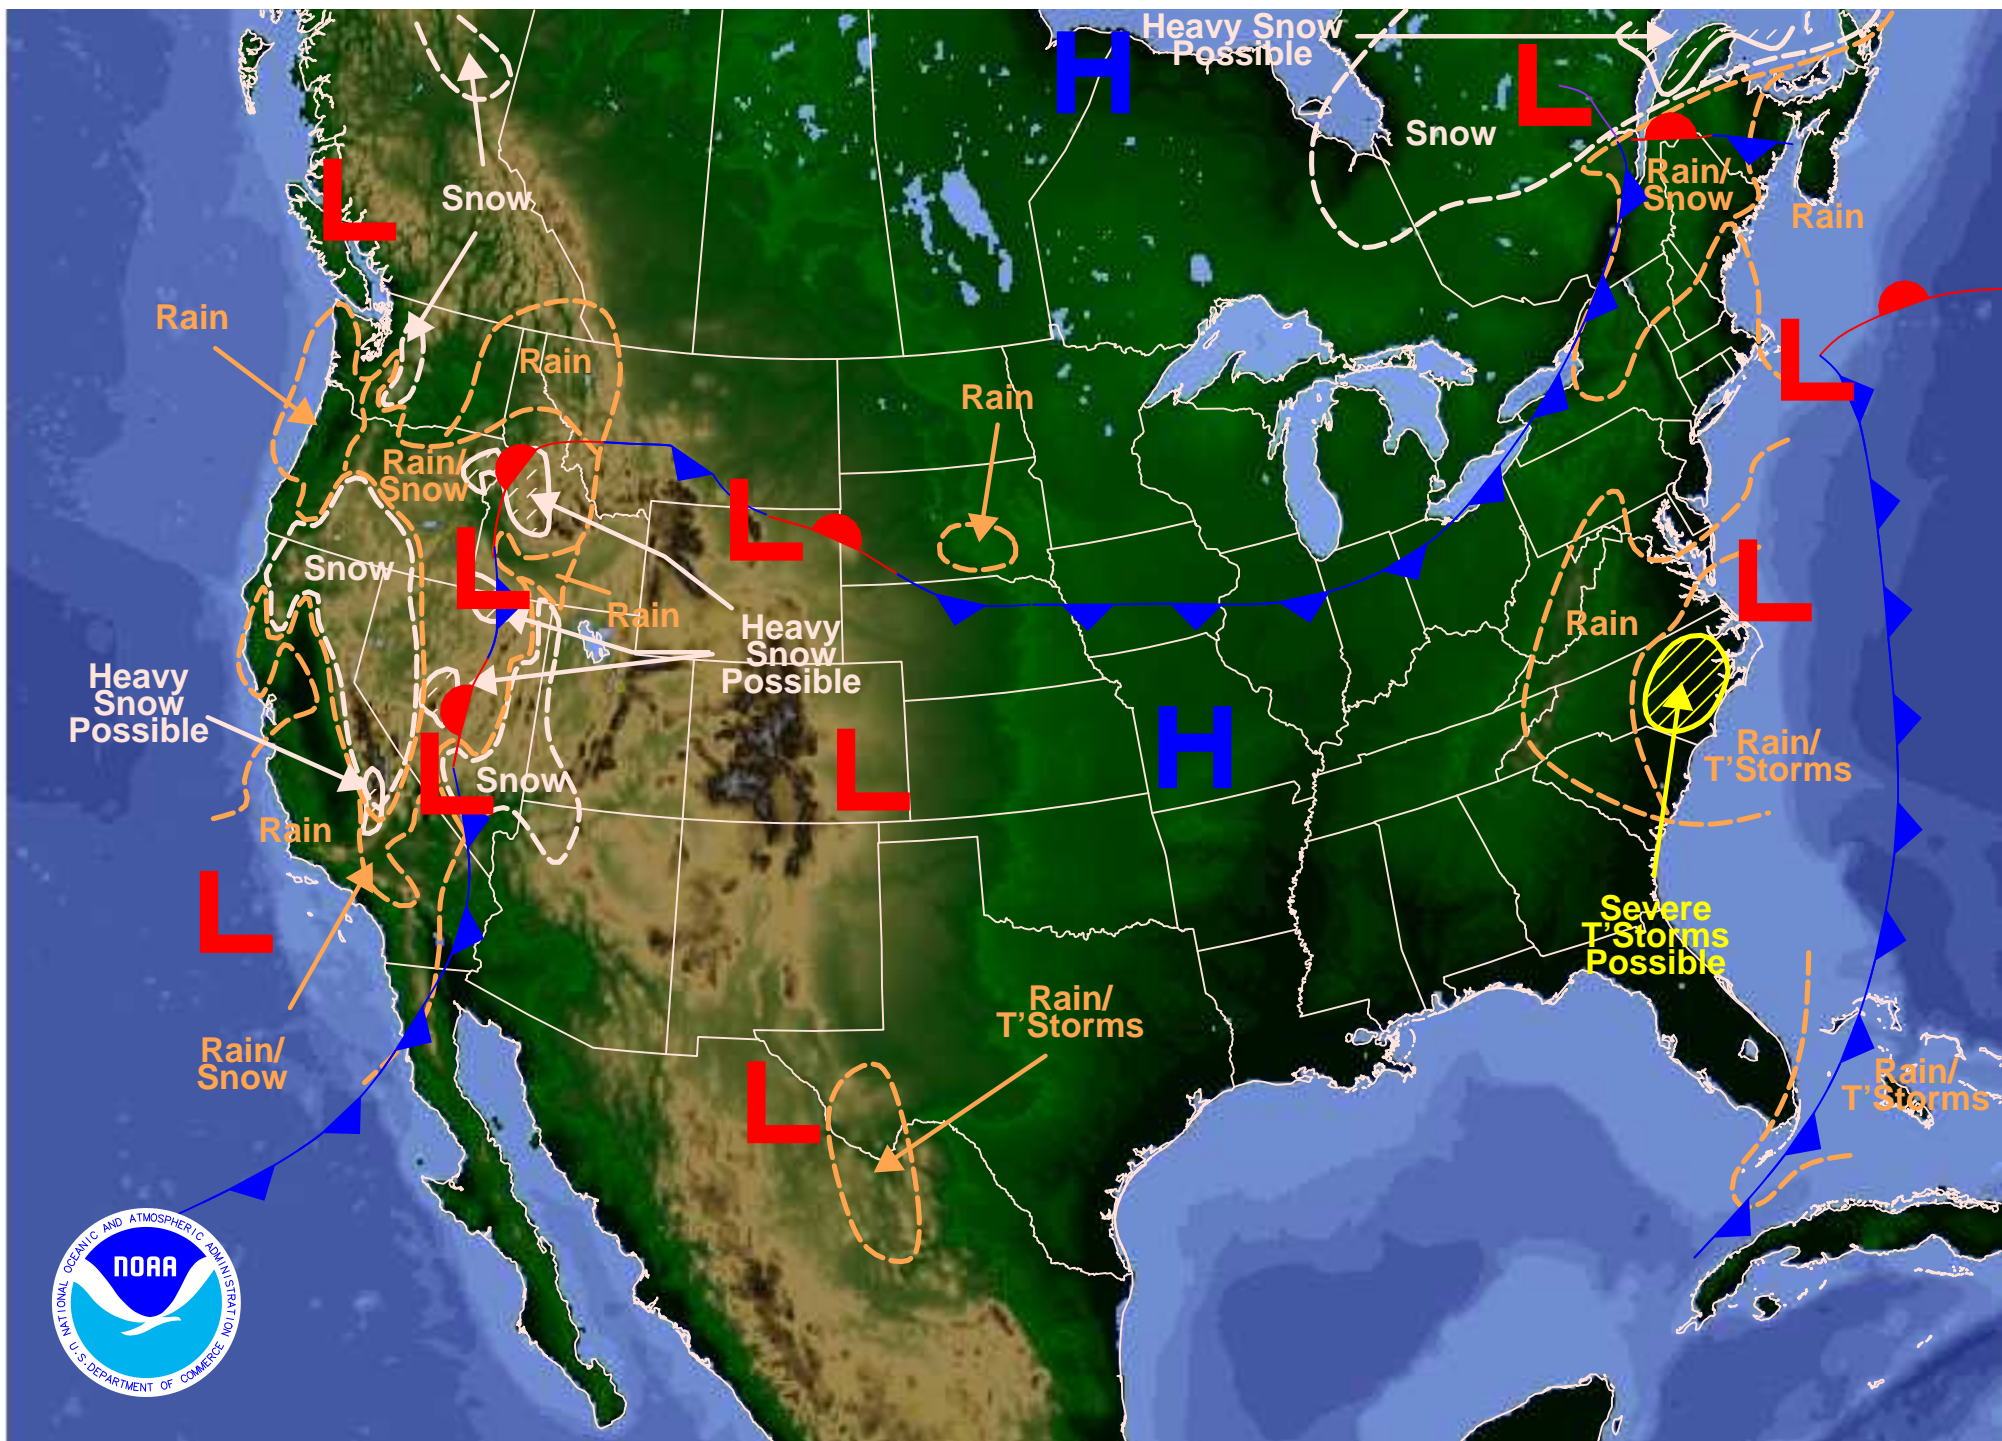 Heavy Snow
Possible
H
L
Snow
L
Rain/
Snow
Snow
Rain
Rain
L
Rain
Rain
Rain/
Snow
L
L
Snow
L
Rain
Rain
Heavy
Snow
Possible
Heavy
Snow
Possible
H
L
L
Snow
Rain/
T'Storms
Rain
L
Severe
T'Storms
Possible
Rain/
T'Storms
Rain/
Snow
L
Rain/
T'Storms
NATIONAL OCEANIC AND ATMOSPHERIC ADMINISTRATION
NOAA
U.S. DEPARTMENT OF COMMERCE